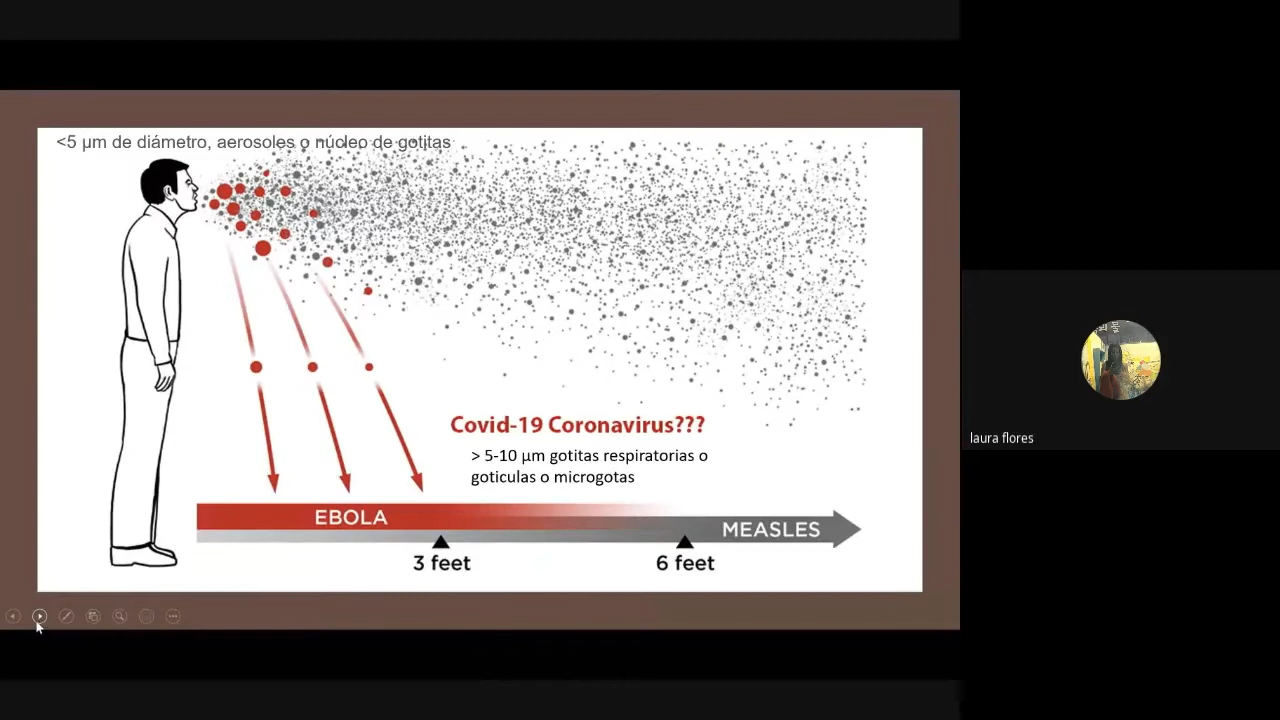 <5 µm de diámetro, aerosoles o núcleo de gotitas
Covid-19 Coronavirus???
> 5-10 µm gotitas respiratorias o
goticulas o microgotas
EBOLA
MEASLES
3 feet
6 feet
laura flores